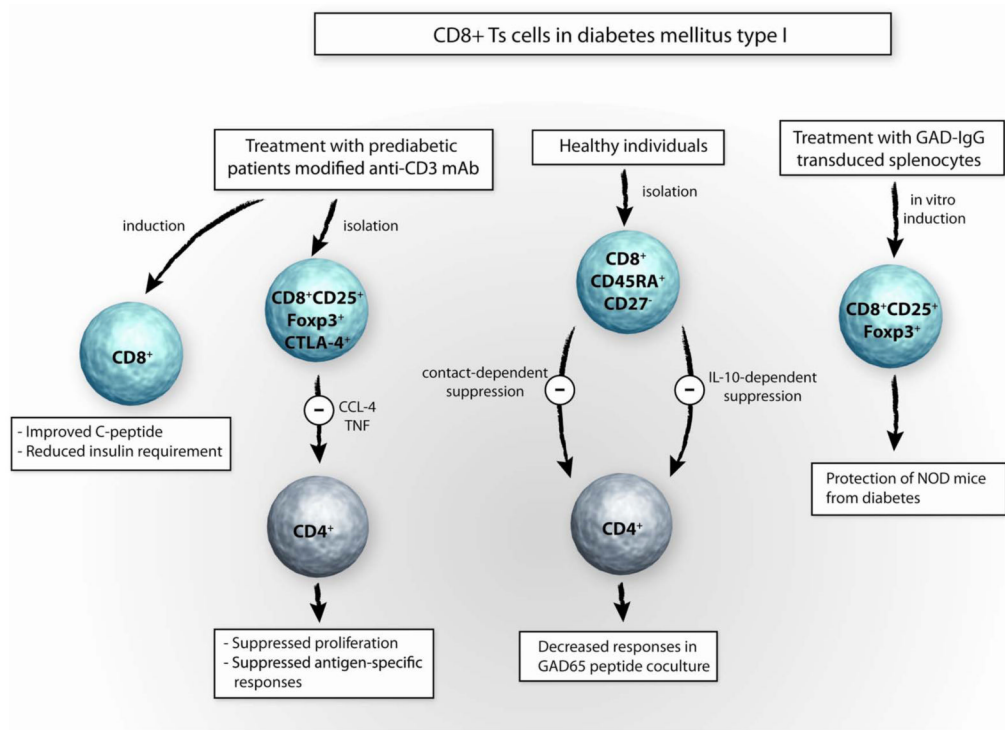 CD8+ Ts cells in diabetes mellitus type I
Treatment with prediabetic
patients modified anti-CD3 mAb
induction
isolation
CD8⁺
CD8⁺CD25⁺
Foxp3⁺
CTLA-4⁺
- Improved C-peptide
- Reduced insulin requirement
−
CCL-4
TNF
CD4⁺
- Suppressed proliferation
- Suppressed antigen-specific
responses
Healthy individuals
isolation
CD8⁺
CD45RA⁺
CD27⁻
contact-dependent
suppression
−
−
IL-10-dependent
suppression
CD4⁺
Decreased responses in
GAD65 peptide coculture
Treatment with GAD-IgG
transduced splenocytes
in vitro
induction
CD8⁺CD25⁺
Foxp3⁺
Protection of NOD mice
from diabetes